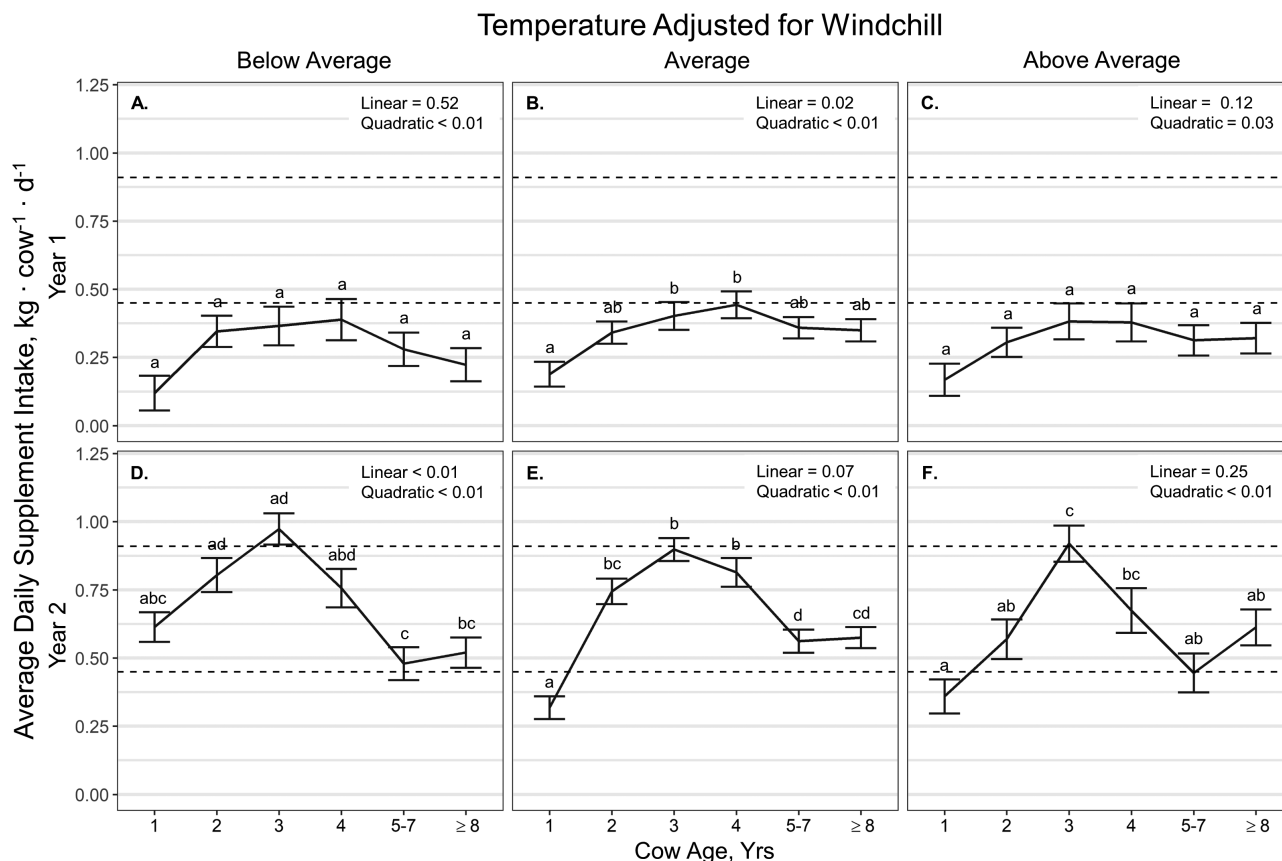 Temperature Adjusted for Windchill
Below Average
Average
Above Average
Average Daily Supplement Intake, kg · cow⁻¹ · d⁻¹
Year 1
1.25
1.00
0.75
0.50
0.25
0.00
A.
Linear = 0.52
Quadratic < 0.01
a
a
a
a
a
a
B.
Linear = 0.02
Quadratic < 0.01
a
ab
b
b
ab
ab
C.
Linear = 0.12
Quadratic = 0.03
a
a
a
a
a
a
Year 2
1.25
1.00
0.75
0.50
0.25
0.00
D.
Linear < 0.01
Quadratic < 0.01
abc
ad
ad
abd
c
bc
E.
Linear = 0.07
Quadratic < 0.01
a
bc
b
b
d
cd
F.
Linear = 0.25
Quadratic < 0.01
a
ab
c
bc
ab
ab
1 2 3 4 5-7 ≥ 8
1 2 3 4 5-7 ≥ 8
1 2 3 4 5-7 ≥ 8
Cow Age, Yrs